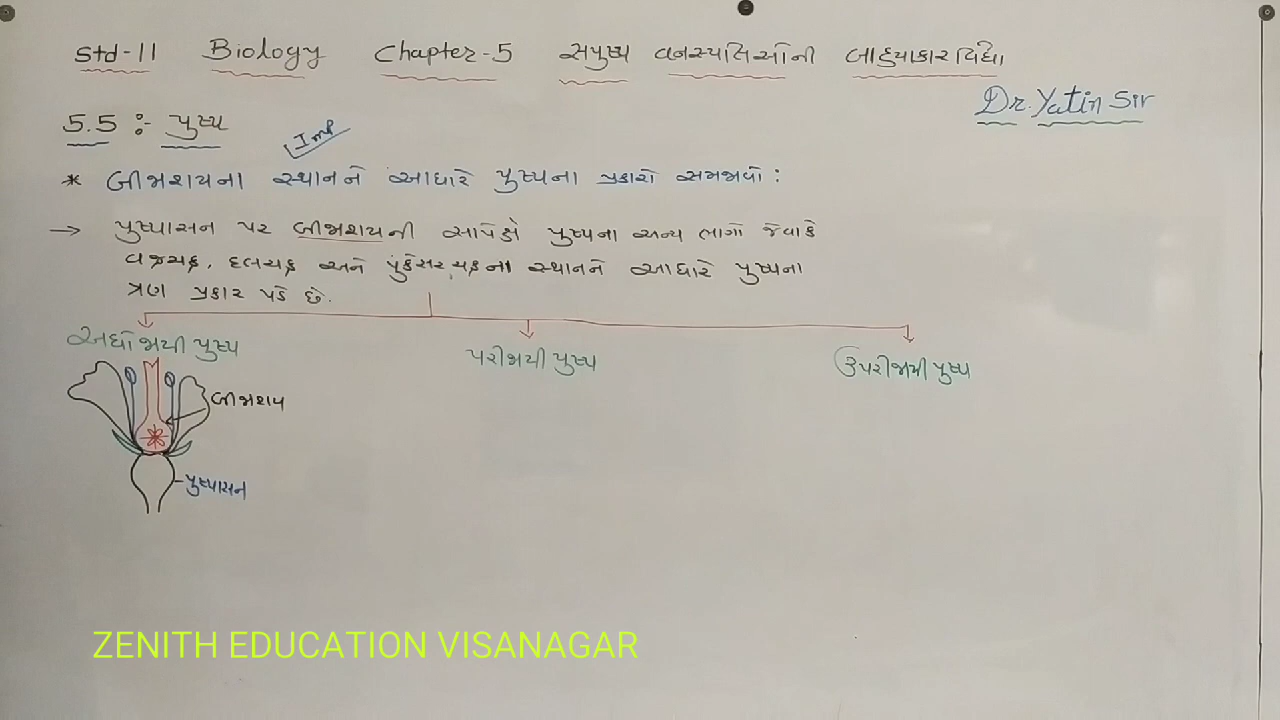 Std-11 Biology Chapter-5 સપુષ્પ વનસ્પતિઓની બાહ્યાકારવિદ્યા
Dr. Yatin Sir
5.5 :- પુષ્પ
Imp
* બીજાશયના સ્થાનને આધારે પુષ્પના પ્રકારો સમજાવો :
→ પુષ્પાસન પર બીજાશયની સાપેક્ષે પુષ્પના અન્ય ભાગો જેવાકે
વજ્રચક્ર, દલચક્ર અને પુંકેસરચક્રના સ્થાનને આધારે પુષ્પના
ત્રણ પ્રકાર પડે છે.
અધોજાયી પુષ્પ પરીજાયી પુષ્પ ઉપરીજાયી પુષ્પ
બીજાશય
પુષ્પાસન
ZENITH EDUCATION VISANAGAR